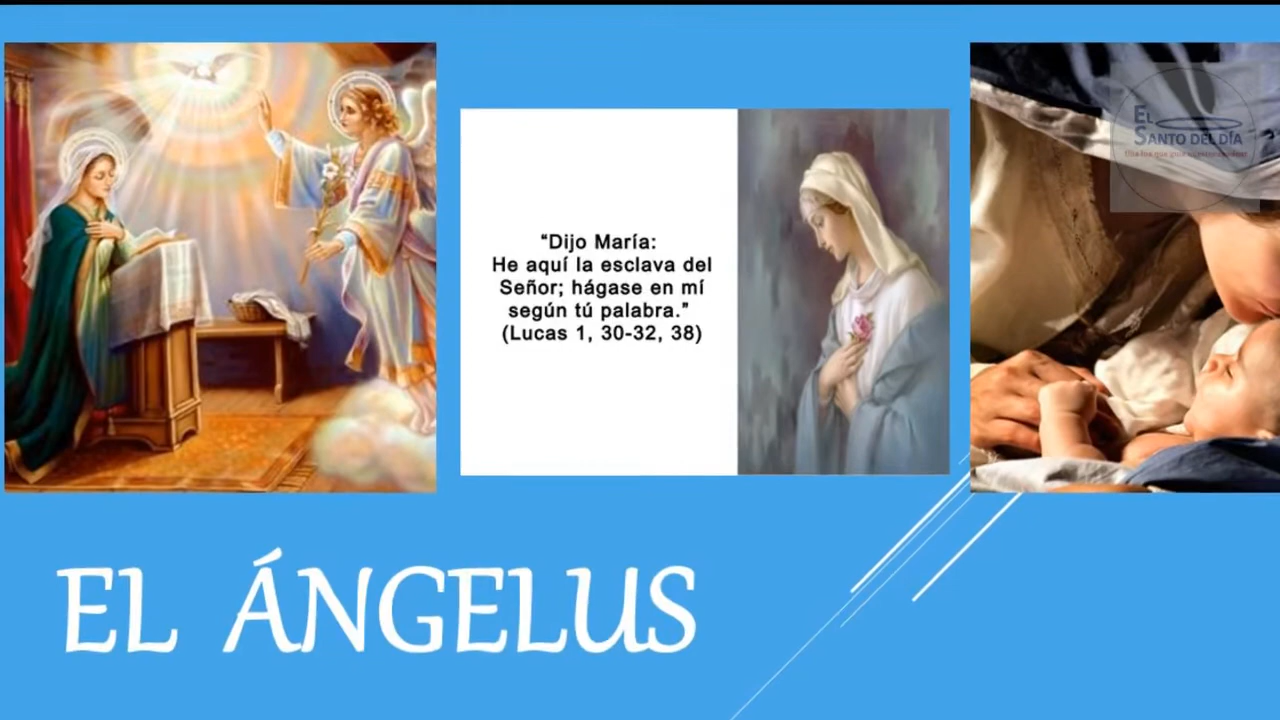 “Dijo María:
He aquí la esclava del
Señor; hágase en mí
según tú palabra.”
(Lucas 1, 30-32, 38)
EL
SANTO DEL DÍA
EL ÁNGELUS